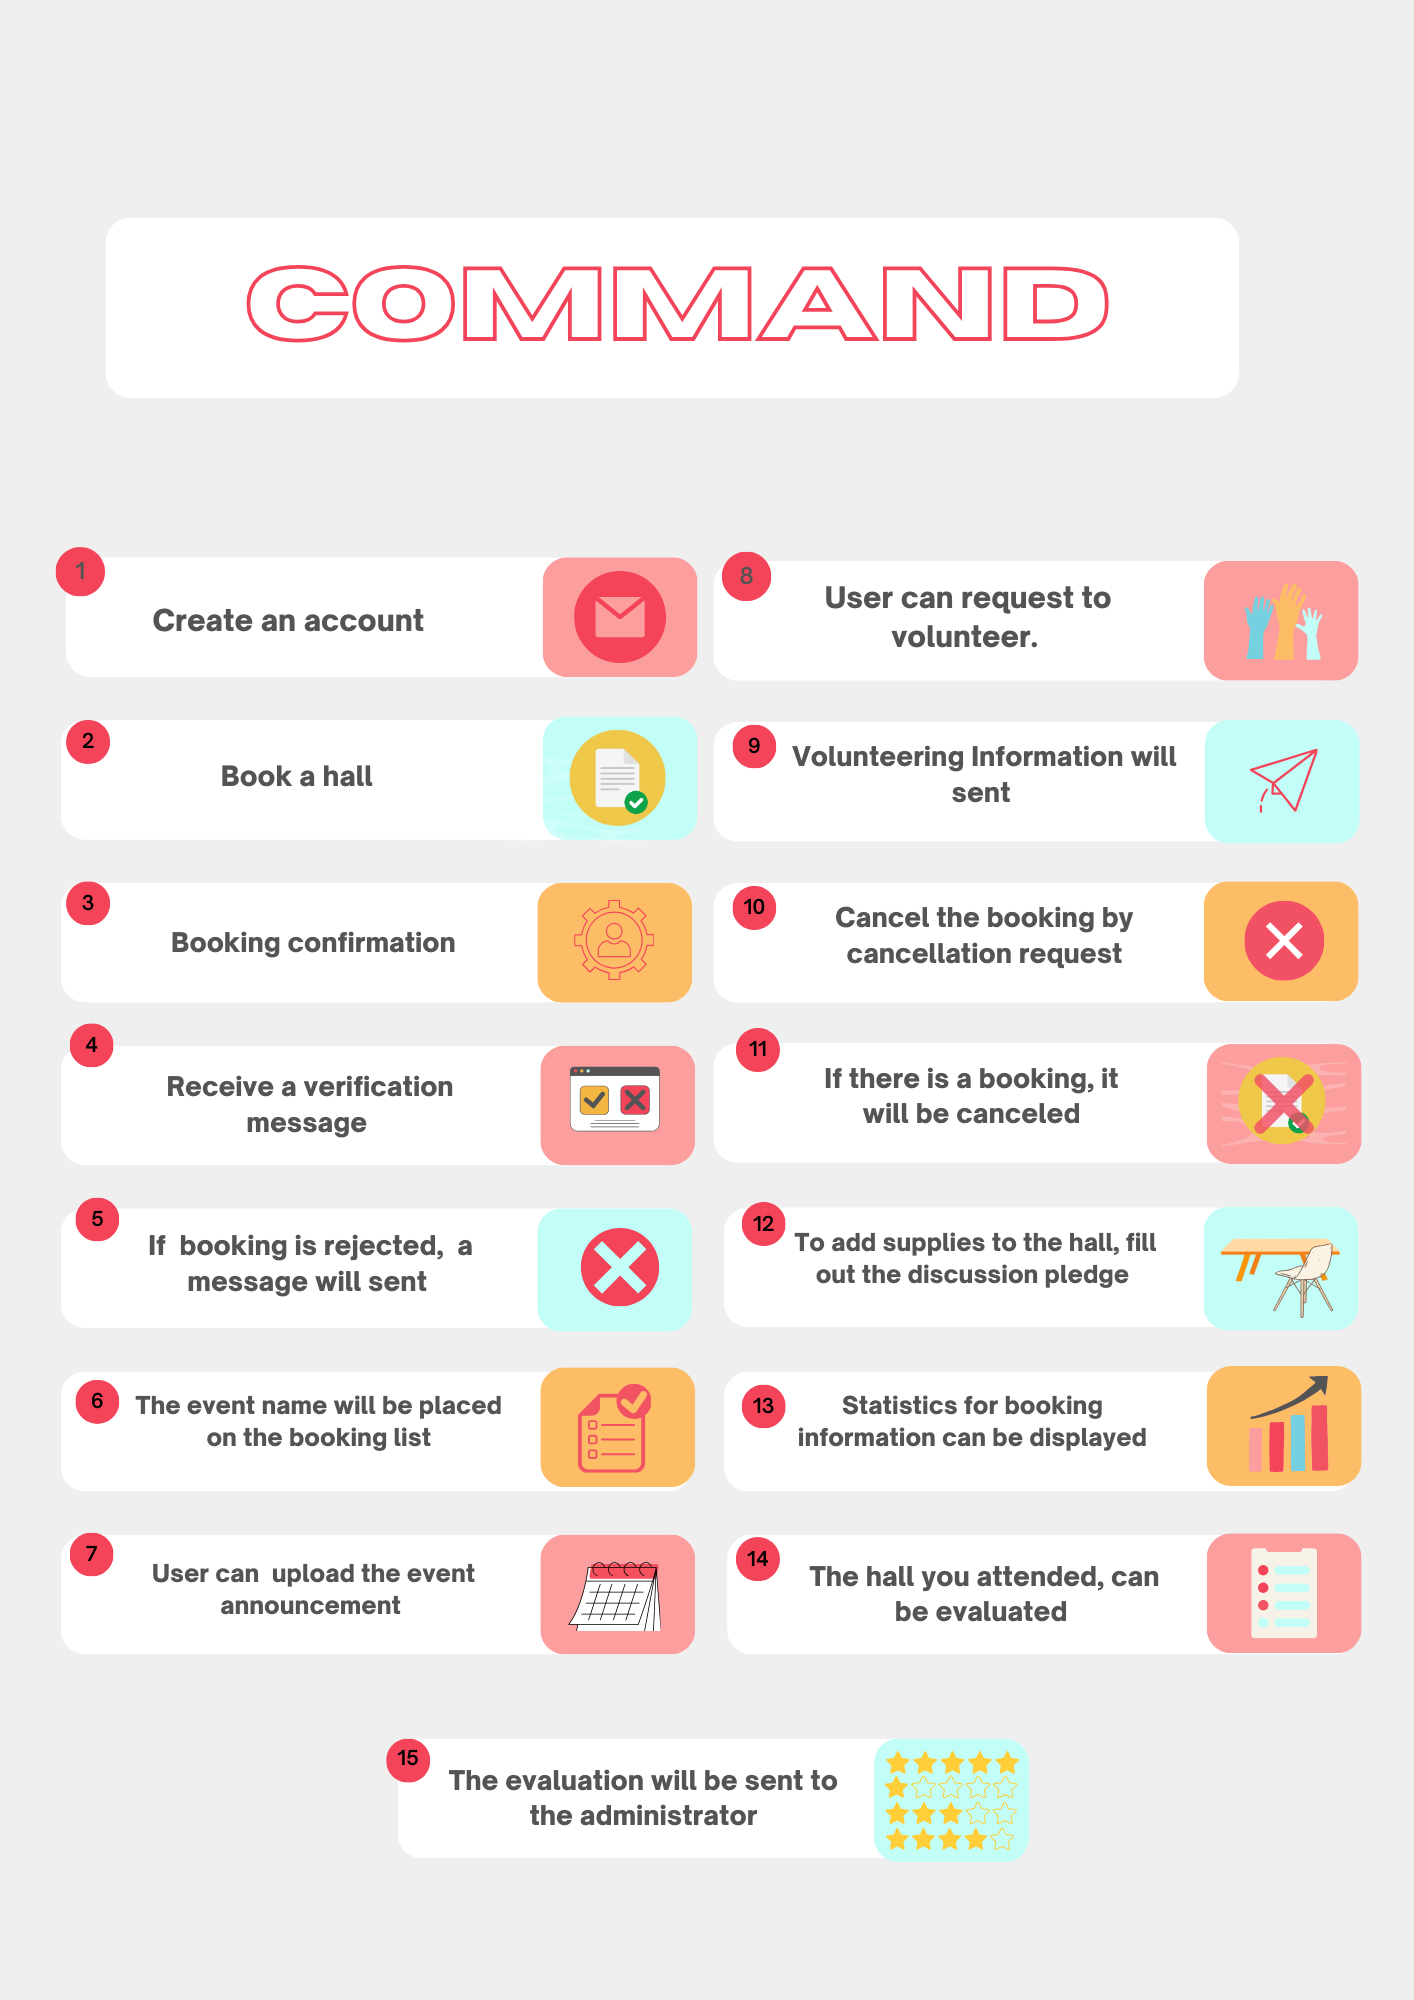 COMMAND
1
Create an account
2
Book a hall
3
Booking confirmation
4
Receive a verification
message
5
If booking is rejected, a
message will sent
6
The event name will be placed
on the booking list
7
User can upload the event
announcement
8
User can request to
volunteer.
9
Volunteering Information will
sent
10
Cancel the booking by
cancellation request
11
If there is a booking, it
will be canceled
12
To add supplies to the hall, fill
out the discussion pledge
13
Statistics for booking
information can be displayed
14
The hall you attended, can
be evaluated
15
The evaluation will be sent to
the administrator